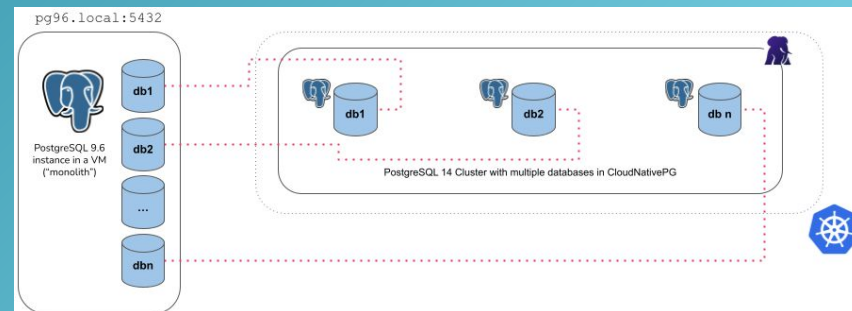 pg96.local:5432
db1
PostgreSQL 9.6
instance in a VM
("monolith")
db2
...
dbn
db1
db2
db n
PostgreSQL 14 Cluster with multiple databases in CloudNativePG